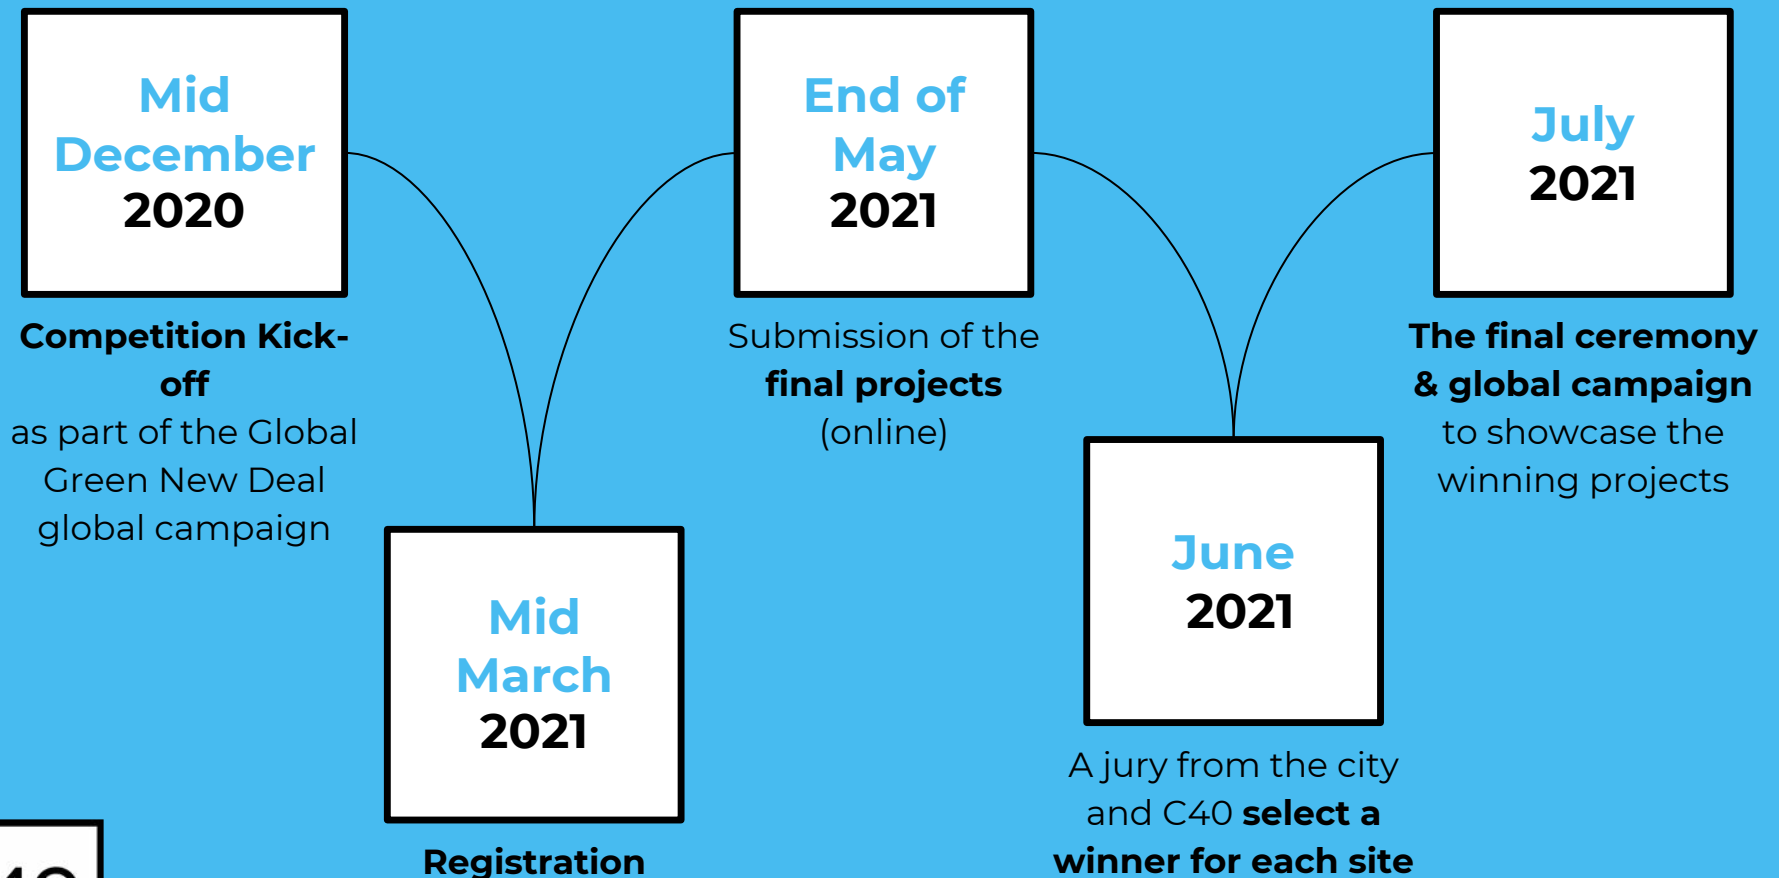 Mid
December
2020
Competition Kick-
off
as part of the Global
Green New Deal
global campaign
Mid
March
2021
Registration
End of
May
2021
Submission of the
final projects
(online)
June
2021
A jury from the city
and C40 select a
winner for each site
July
2021
The final ceremony
& global campaign
to showcase the
winning projects